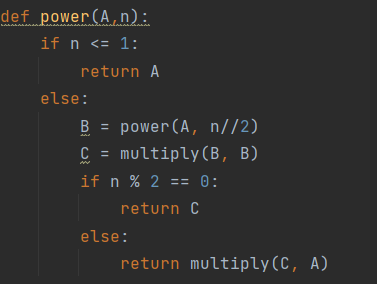 def power(A,n):
    if n <= 1:
        return A
    else:
        B = power(A, n//2)
        C = multiply(B, B)
        if n % 2 == 0:
            return C
        else:
            return multiply(C, A)